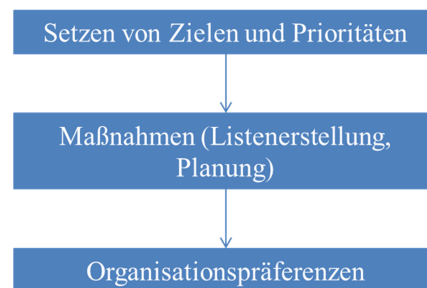 Setzen von Zielen und Prioritäten
Maßnahmen (Listenerstellung,
Planung)
Organisationspräferenzen